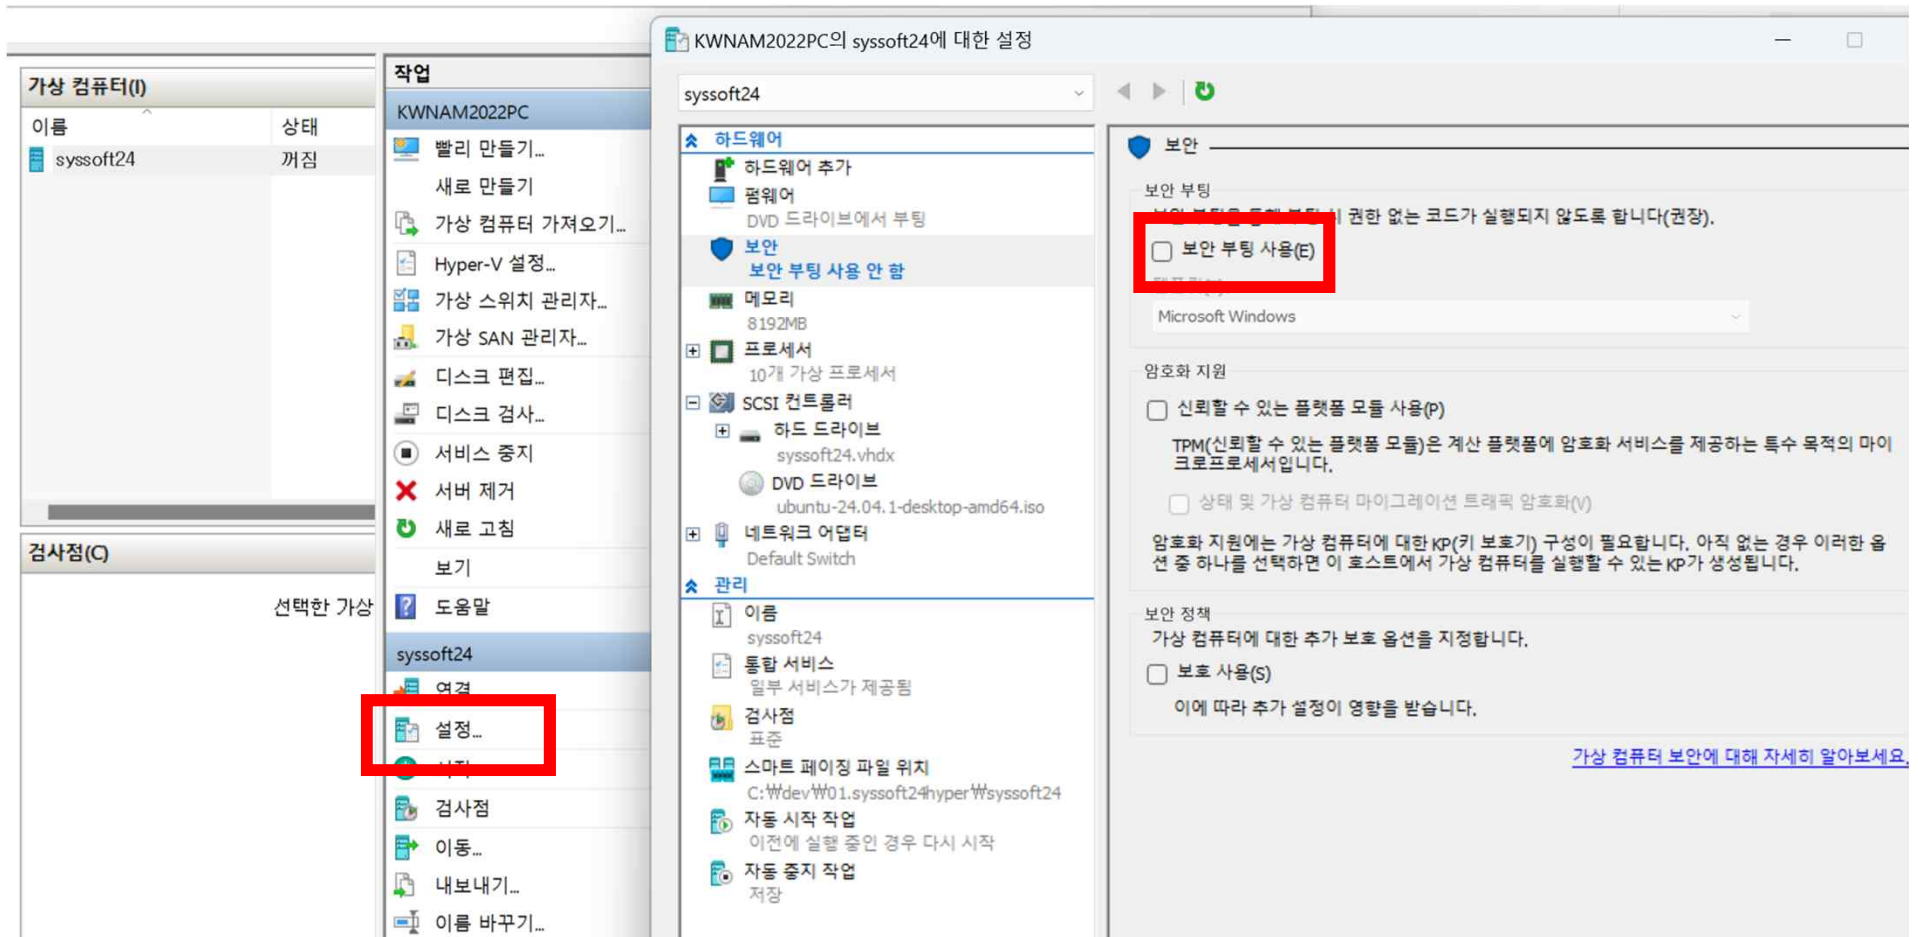 가상 컴퓨터(I)
이름
상태
syssoft24
꺼짐
검사점(C)
선택한 가상
작업
KWNAM2022PC
빨리 만들기...
새로 만들기
가상 컴퓨터 가져오기...
Hyper-V 설정...
가상 스위치 관리자...
가상 SAN 관리자...
디스크 편집...
디스크 검사...
서비스 중지
서버 제거
새로 고침
보기
도움말
syssoft24
연결
설정...
검사점
이동...
내보내기...
이름 바꾸기...
KWNAM2022PC의 syssoft24에 대한 설정
syssoft24
하드웨어
하드웨어 추가
펌웨어
DVD 드라이브에서 부팅
보안
보안 부팅 사용 안 함
메모리
8192MB
프로세서
10개 가상 프로세서
SCSI 컨트롤러
하드 드라이브
syssoft24.vhdx
DVD 드라이브
ubuntu-24.04.1-desktop-amd64.iso
네트워크 어댑터
Default Switch
관리
이름
syssoft24
통합 서비스
일부 서비스가 제공됨
검사점
표준
스마트 페이징 파일 위치
C:₩dev₩01.syssoft24hyper₩syssoft24
자동 시작 작업
이전에 실행 중인 경우 다시 시작
자동 중지 작업
저장
보안
보안 부팅
권한 없는 코드가 실행되지 않도록 합니다(권장).
보안 부팅 사용(E)
Microsoft Windows
암호화 지원
신뢰할 수 있는 플랫폼 모듈 사용(P)
TPM(신뢰할 수 있는 플랫폼 모듈)은 계산 플랫폼에 암호화 서비스를 제공하는 특수 목적의 마이
크로프로세서입니다.
상태 및 가상 컴퓨터 마이그레이션 트래픽 암호화(V)
암호화 지원에는 가상 컴퓨터에 대한 KP(키 보호기) 구성이 필요합니다. 아직 없는 경우 이러한 옵
션 중 하나를 선택하면 이 호스트에서 가상 컴퓨터를 실행할 수 있는 KP가 생성됩니다.
보안 정책
가상 컴퓨터에 대한 추가 보호 옵션을 지정합니다.
보호 사용(S)
이에 따라 추가 설정이 영향을 받습니다.
가상 컴퓨터 보안에 대해 자세히 알아보세요.